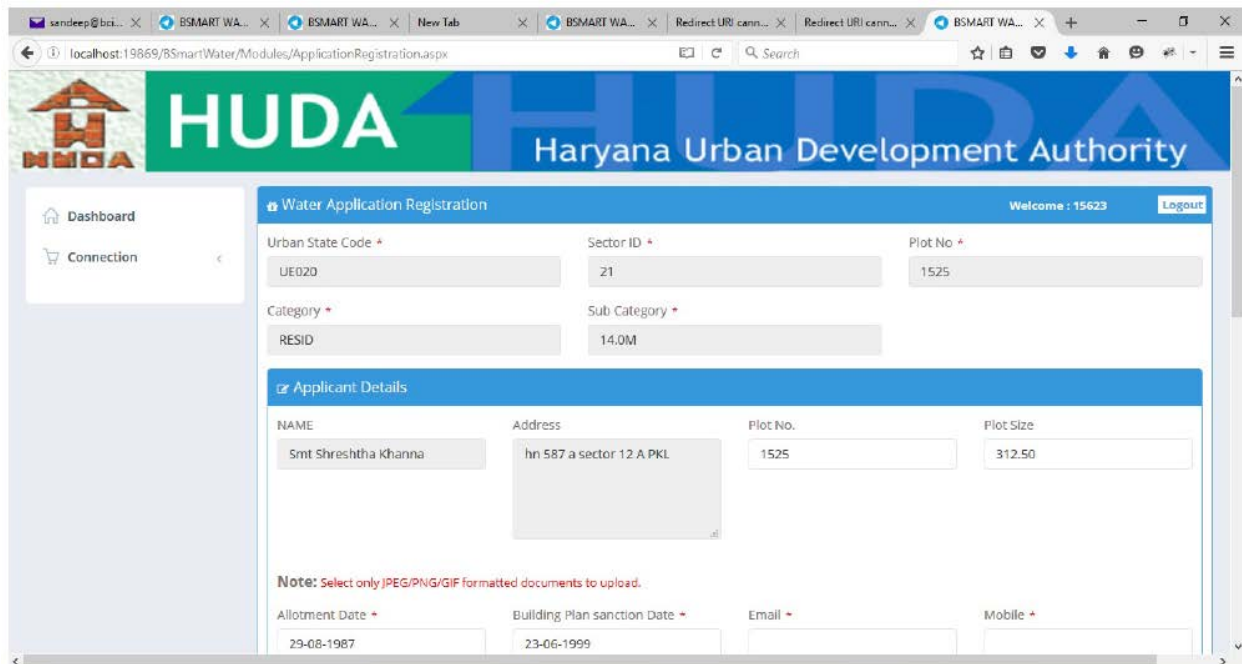 sandeep@bci...
BSMART WA...
BSMART WA...
New Tab
BSMART WA...
Redirect URI cann...
Redirect URI cann...
BSMART WA...
localhost:19869/BSmartWater/Modules/ApplicationRegistration.aspx
Search
HUDA
HUDA
HUDA
Haryana Urban Development Authority
Dashboard
Connection
Water Application Registration Welcome : 15623 Logout
Urban State Code * Sector ID * Plot No *
UE020 21 1525
Category * Sub Category *
RESID 14.0M
Applicant Details
NAME Address Plot No. Plot Size
Smt Shreshtha Khanna hn 587 a sector 12 A PKL 1525 312.50
Note: Select only JPEG/PNG/GIF formatted documents to upload.
Allotment Date * Building Plan sanction Date * Email * Mobile *
29-08-1987 23-06-1999